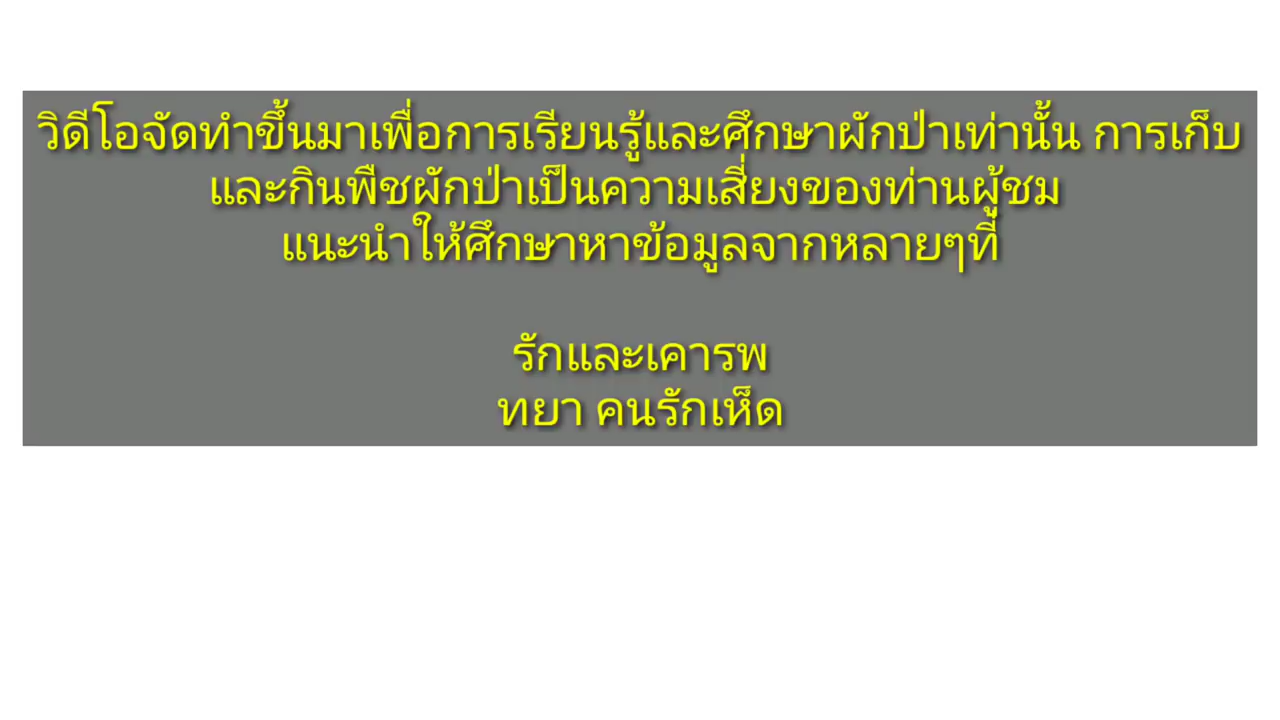 วิดีโอจัดทำขึ้นมาเพื่อการเรียนรู้และศึกษาผักป่าเท่านั้น การเก็บ
และกินพืชผักป่าเป็นความเสี่ยงของท่านผู้ชม
แนะนำให้ศึกษาหาข้อมูลจากหลายๆที่
รักและเคารพ
ทยา คนรักเห็ด